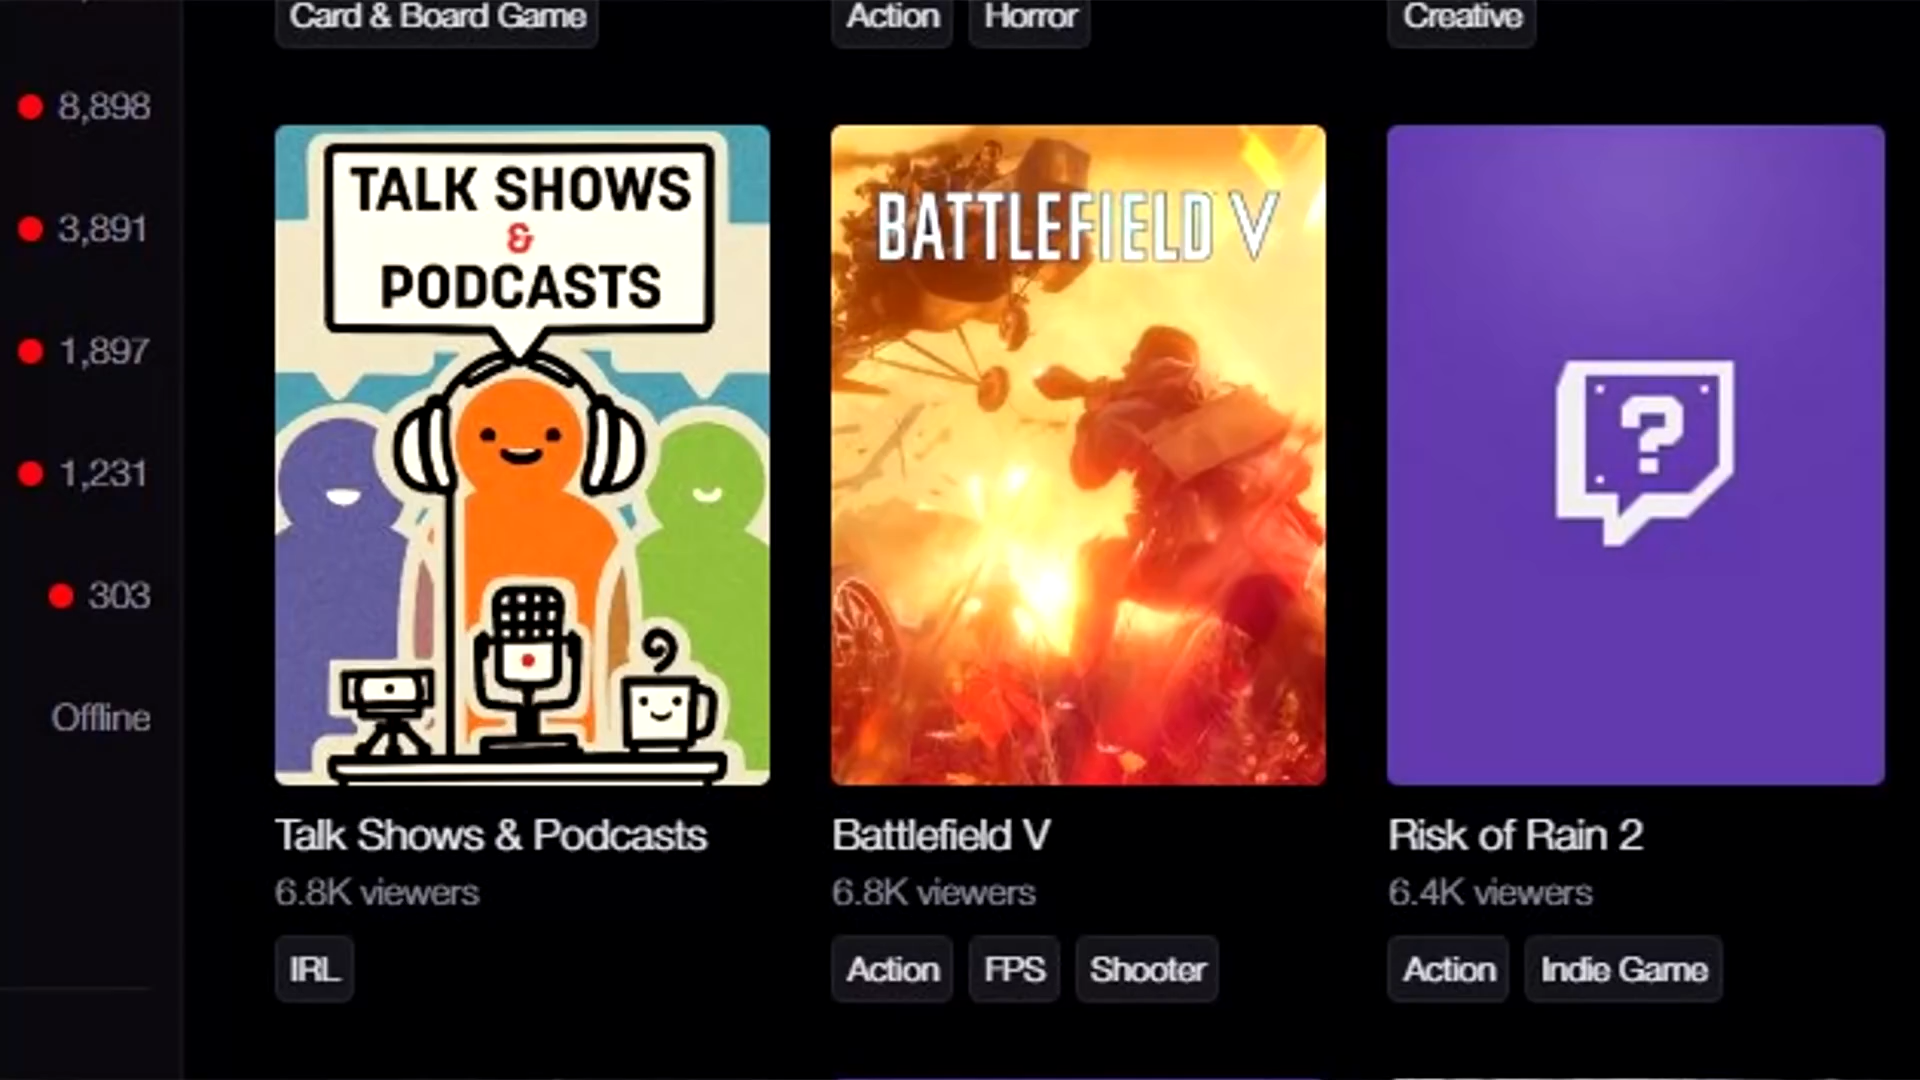 Card & Board Game
Action
Horror
Creative
8,898
3,891
1,897
1,231
303
Offline
TALK SHOWS
&
PODCASTS
BATTLEFIELD V
?
Talk Shows & Podcasts
6.8K viewers
IRL
Battlefield V
6.8K viewers
Action
FPS
Shooter
Risk of Rain 2
6.4K viewers
Action
Indie Game